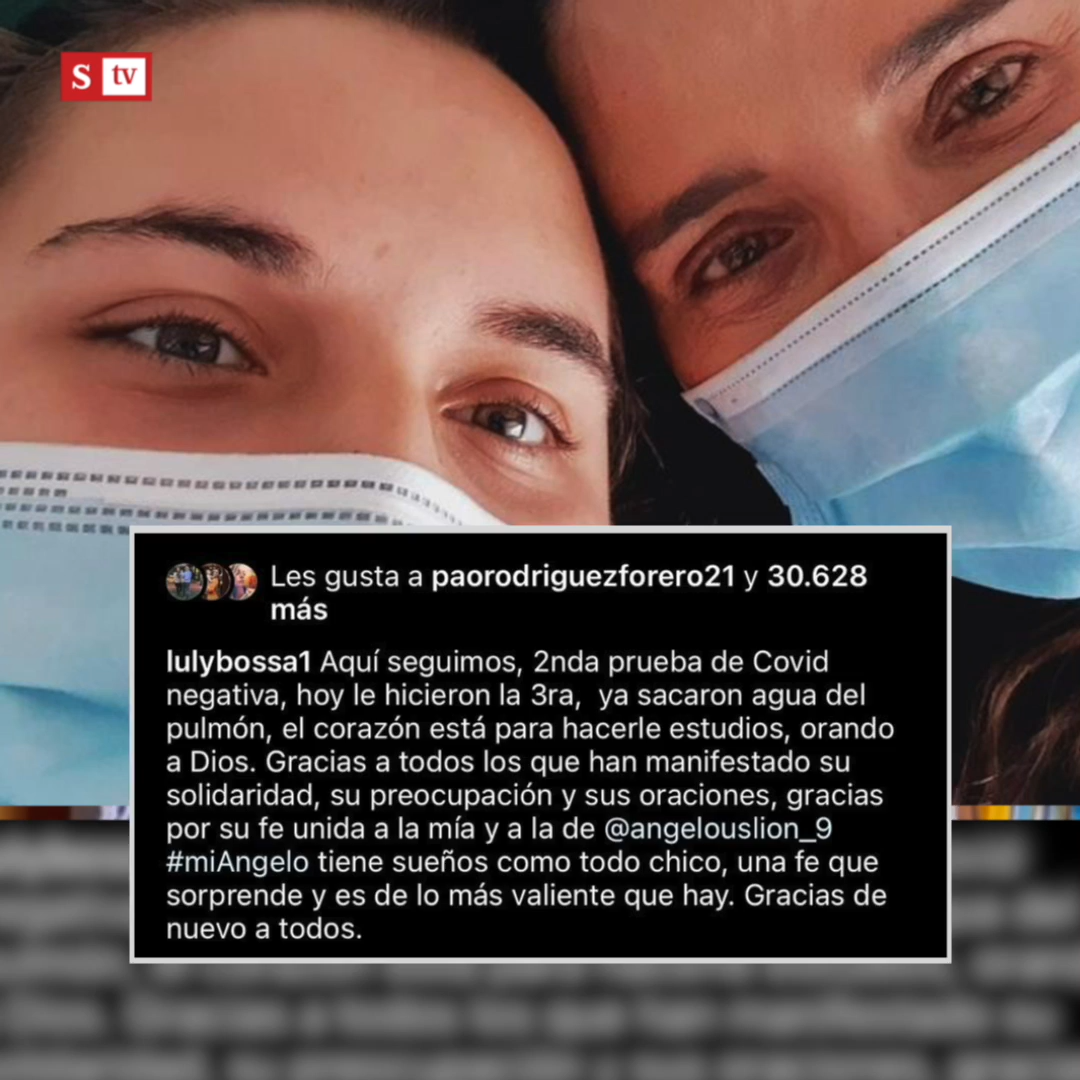 S tv
Les gusta a paorodriguezforero21 y 30.628
más
lulybossa1 Aquí seguimos, 2nda prueba de Covid
negativa, hoy le hicieron la 3ra, ya sacaron agua del
pulmón, el corazón está para hacerle estudios, orando
a Dios. Gracias a todos los que han manifestado su
solidaridad, su preocupación y sus oraciones, gracias
por su fe unida a la mía y a la de @angelouslion_9
#miAngelo tiene sueños como todo chico, una fe que
sorprende y es de lo más valiente que hay. Gracias de
nuevo a todos.